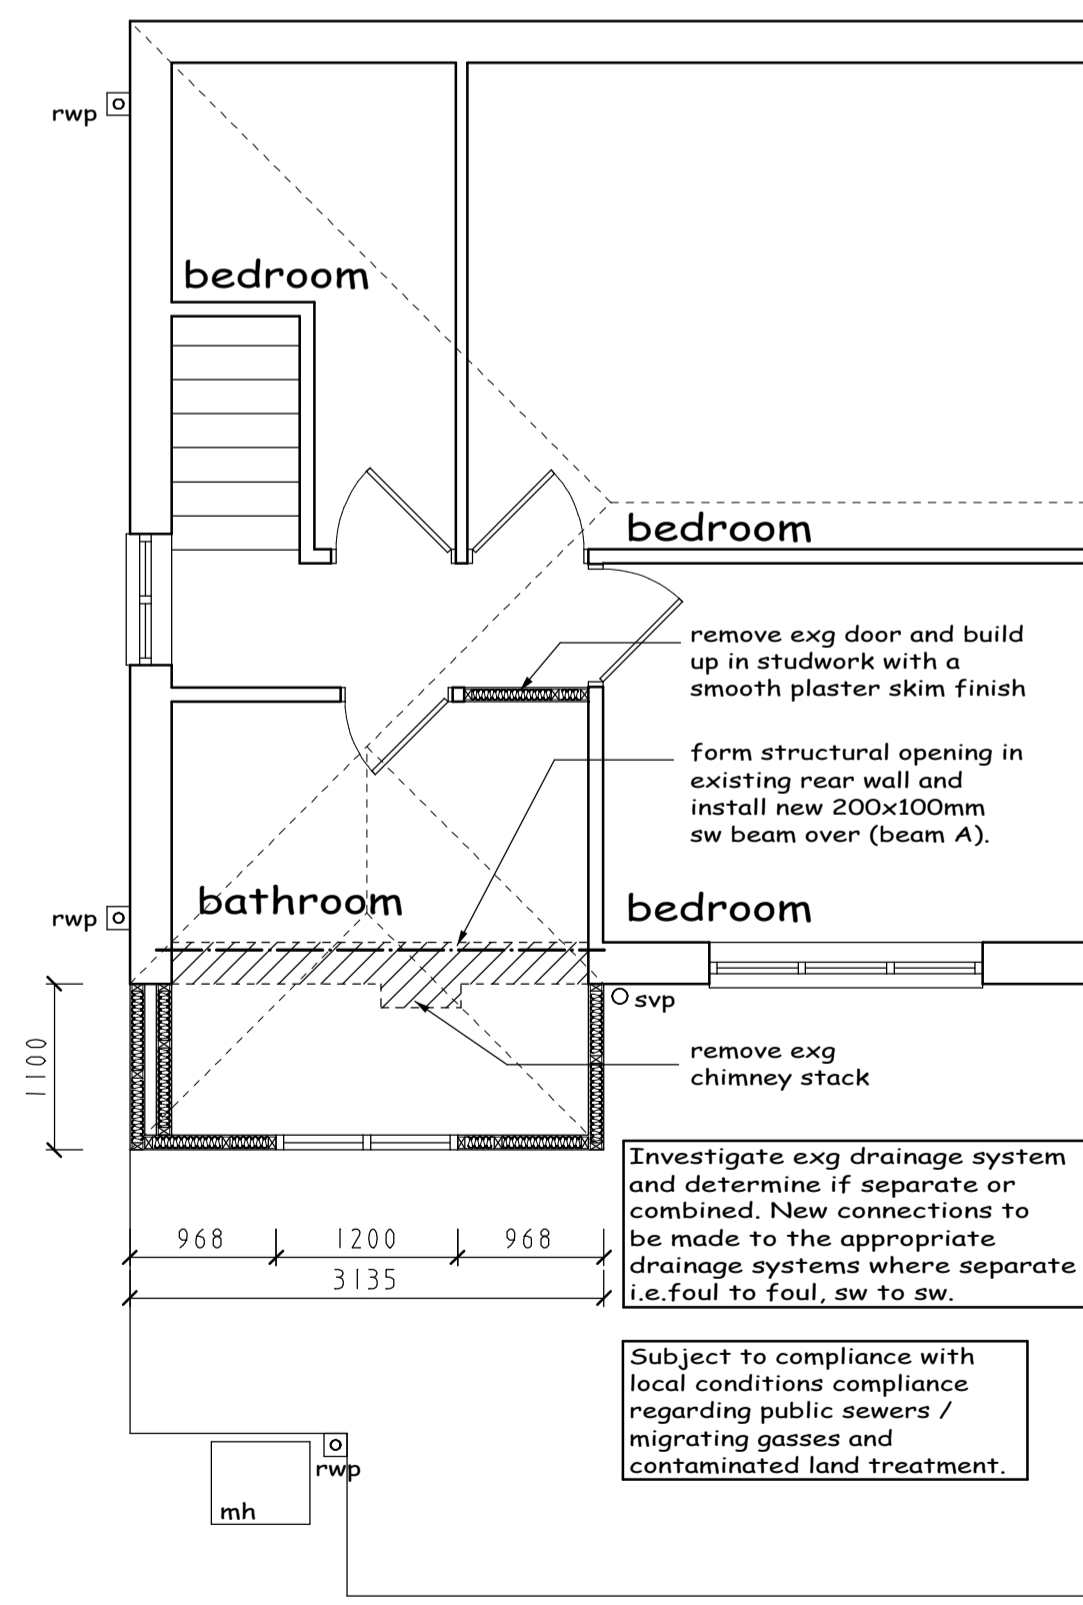 rwp
bedroom
bedroom
remove exg door and build
up in studwork with a
smooth plaster skim finish
form structural opening in
existing rear wall and
install new 200x100mm
sw beam over (beam A).
bathroom
bedroom
rwp
svp
1100
remove exg
chimney stack
Investigate exg drainage system
and determine if separate or
combined. New connections to
be made to the appropriate
drainage systems where separate
i.e.foul to foul, sw to sw.
968 1200 968
3135
Subject to compliance with
local conditions compliance
regarding public sewers /
migrating gasses and
contaminated land treatment.
rwp
mh